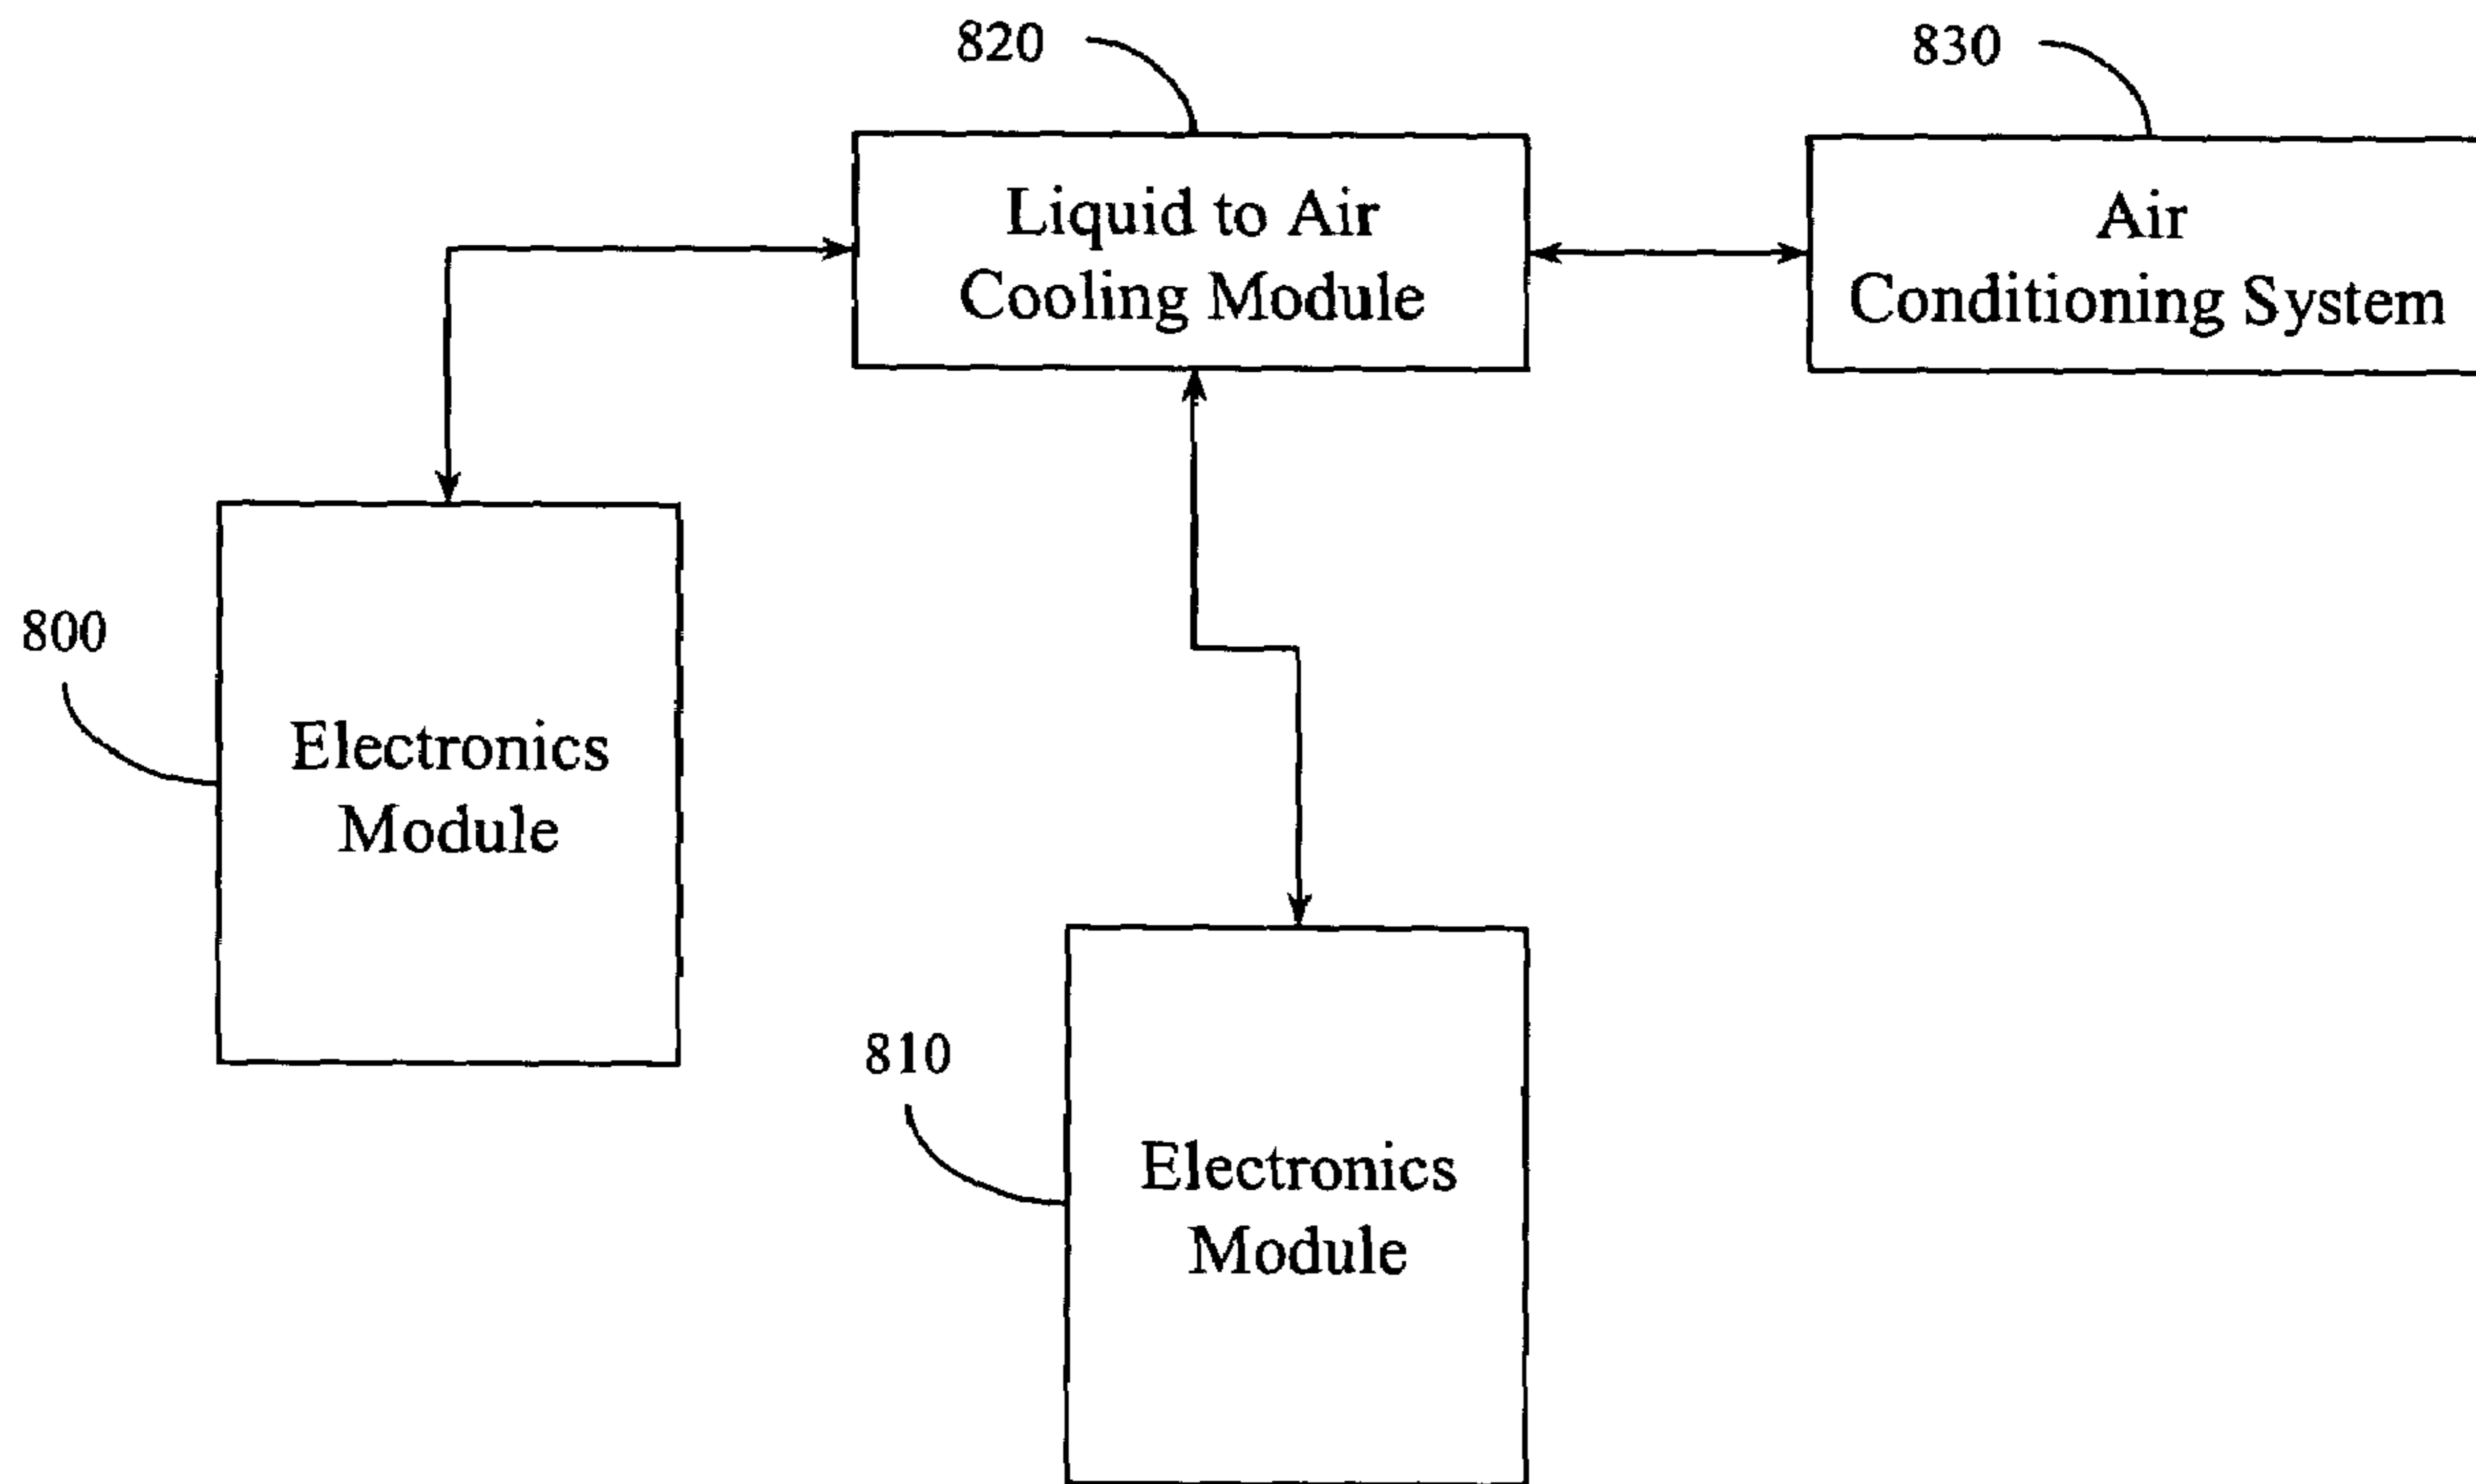 820
830
Liquid to Air
Cooling Module
Air
Conditioning System
800
Electronics
Module
810
Electronics
Module